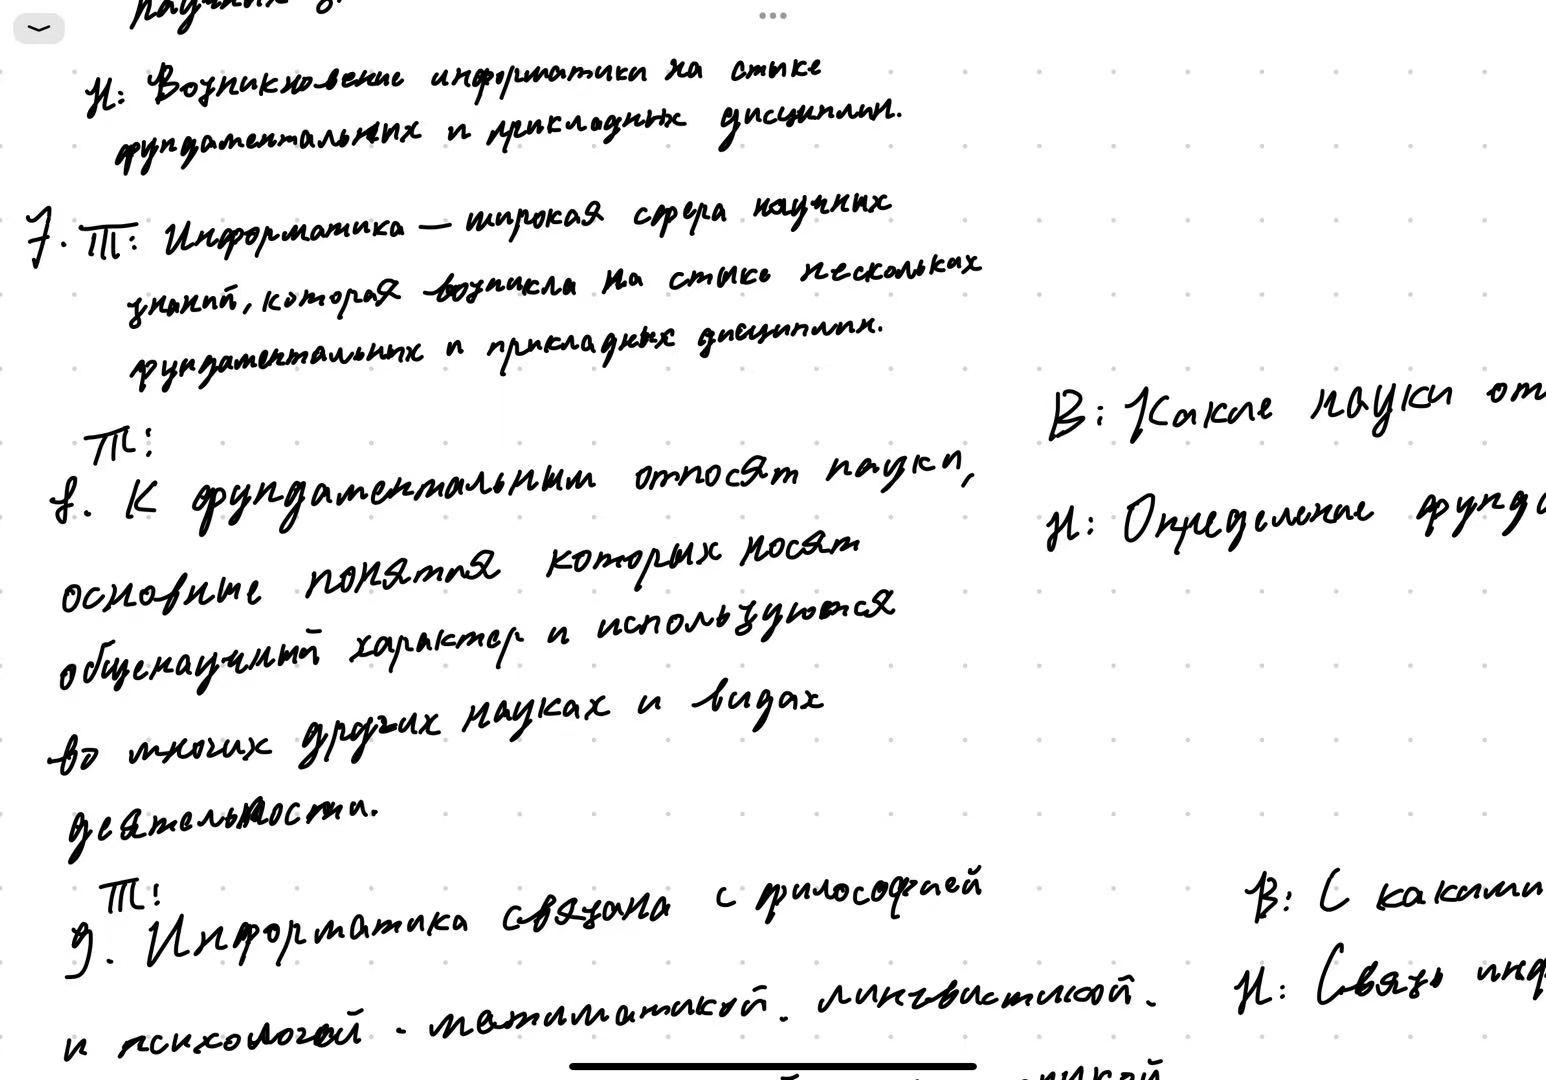 научных з
Н: Возникновение информатики на стыке
фундаментальных и прикладных дисциплин.
7. Т: Информатика — широкая сфера научных
знаний, которая возникла на стыке нескольких
фундаментальных и прикладных дисциплин.
Т:
8. К фундаментальным относят науки,
основные понятия которых носят
общенаучный характер и используются
во многих других науках и видах
деятельности.
В: Какие науки от
Н: Определение фунда
Т:
9. Информатика связана с философией
и психологией. математикой. лингвистикой.
В: С какими
Н: Связь инф